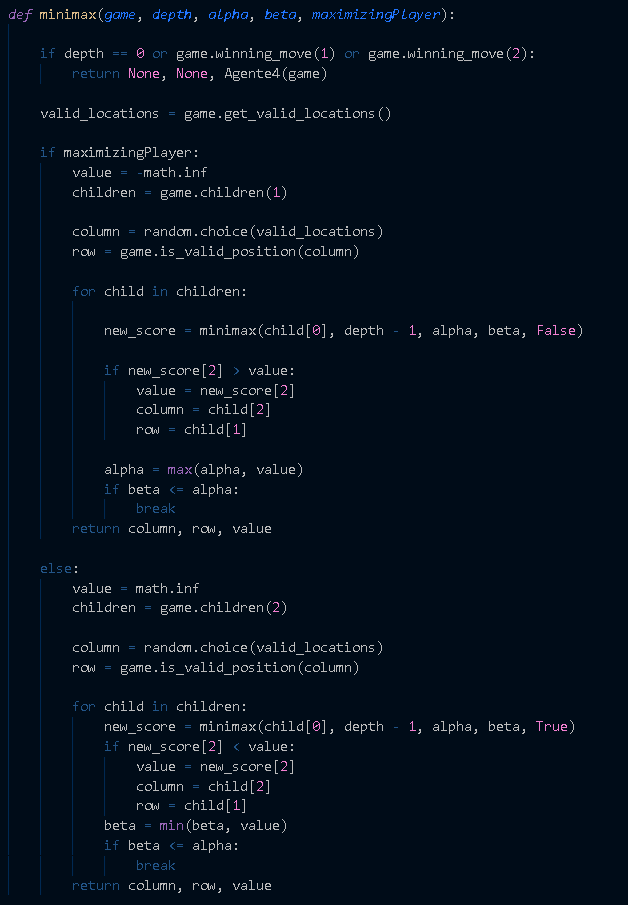 def minimax(game, depth, alpha, beta, maximizingPlayer):
if depth == 0 or game.winning_move(1) or game.winning_move(2):
return None, None, Agente4(game)
valid_locations = game.get_valid_locations()
if maximizingPlayer:
value = -math.inf
children = game.children(1)
column = random.choice(valid_locations)
row = game.is_valid_position(column)
for child in children:
new_score = minimax(child[0], depth - 1, alpha, beta, False)
if new_score[2] > value:
value = new_score[2]
column = child[2]
row = child[1]
alpha = max(alpha, value)
if beta <= alpha:
break
return column, row, value
else:
value = math.inf
children = game.children(2)
column = random.choice(valid_locations)
row = game.is_valid_position(column)
for child in children:
new_score = minimax(child[0], depth - 1, alpha, beta, True)
if new_score[2] < value:
value = new_score[2]
column = child[2]
row = child[1]
beta = min(beta, value)
if beta <= alpha:
break
return column, row, value